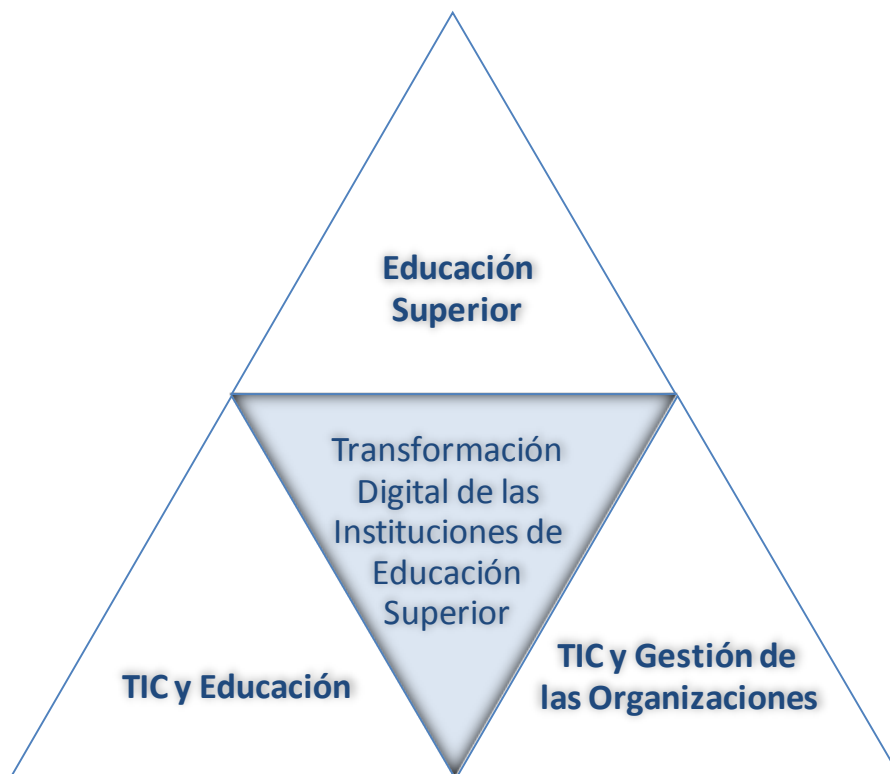 Educación
Superior
Transformación
Digital de las
Instituciones de
Educación
Superior
TIC y Educación
TIC y Gestión de
las Organizaciones